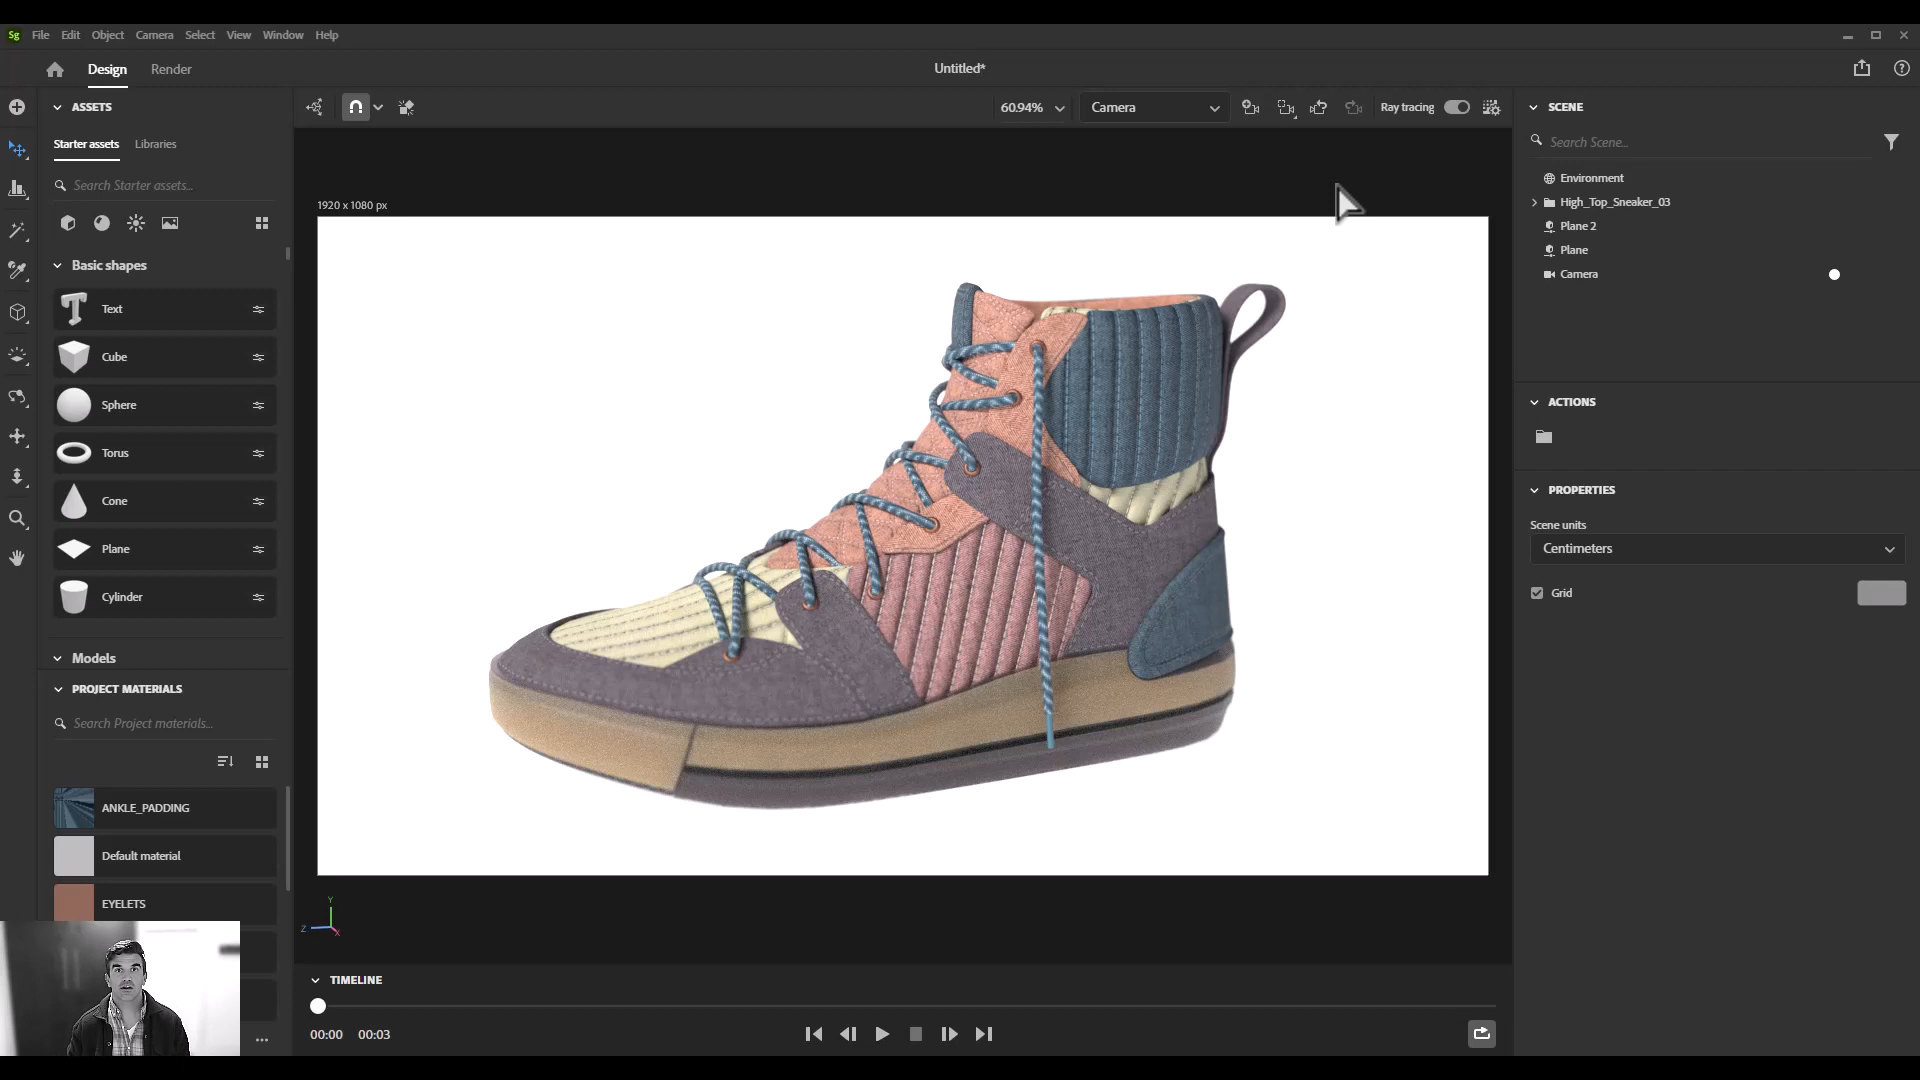 Sg File Edit Object Camera Select View Window Help
Design Render
Untitled*
ASSETS
Starter assets Libraries
Search Starter assets...
Basic shapes
Text
Cube
Sphere
Torus
Cone
Plane
Cylinder
Models
PROJECT MATERIALS
Search Project materials...
ANKLE_PADDING
Default material
EYELETS
60.94% Camera Ray tracing
1920 x 1080 px
Y
Z X
TIMELINE
00:00 00:03
SCENE
Search Scene...
Environment
High_Top_Sneaker_03
Plane 2
Plane
Camera
ACTIONS
PROPERTIES
Scene units
Centimeters
Grid